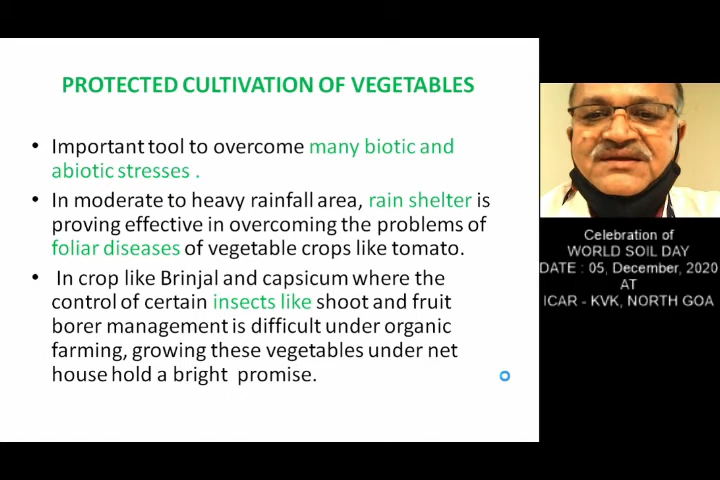 PROTECTED CULTIVATION OF VEGETABLES
• Important tool to overcome many biotic and
abiotic stresses .
• In moderate to heavy rainfall area, rain shelter is
proving effective in overcoming the problems of
foliar diseases of vegetable crops like tomato.
• In crop like Brinjal and capsicum where the
control of certain insects like shoot and fruit
borer management is difficult under organic
farming, growing these vegetables under net
house hold a bright promise.
Celebration of
WORLD SOIL DAY
DATE : 05, December, 2020
AT
ICAR - KVK, NORTH GOA